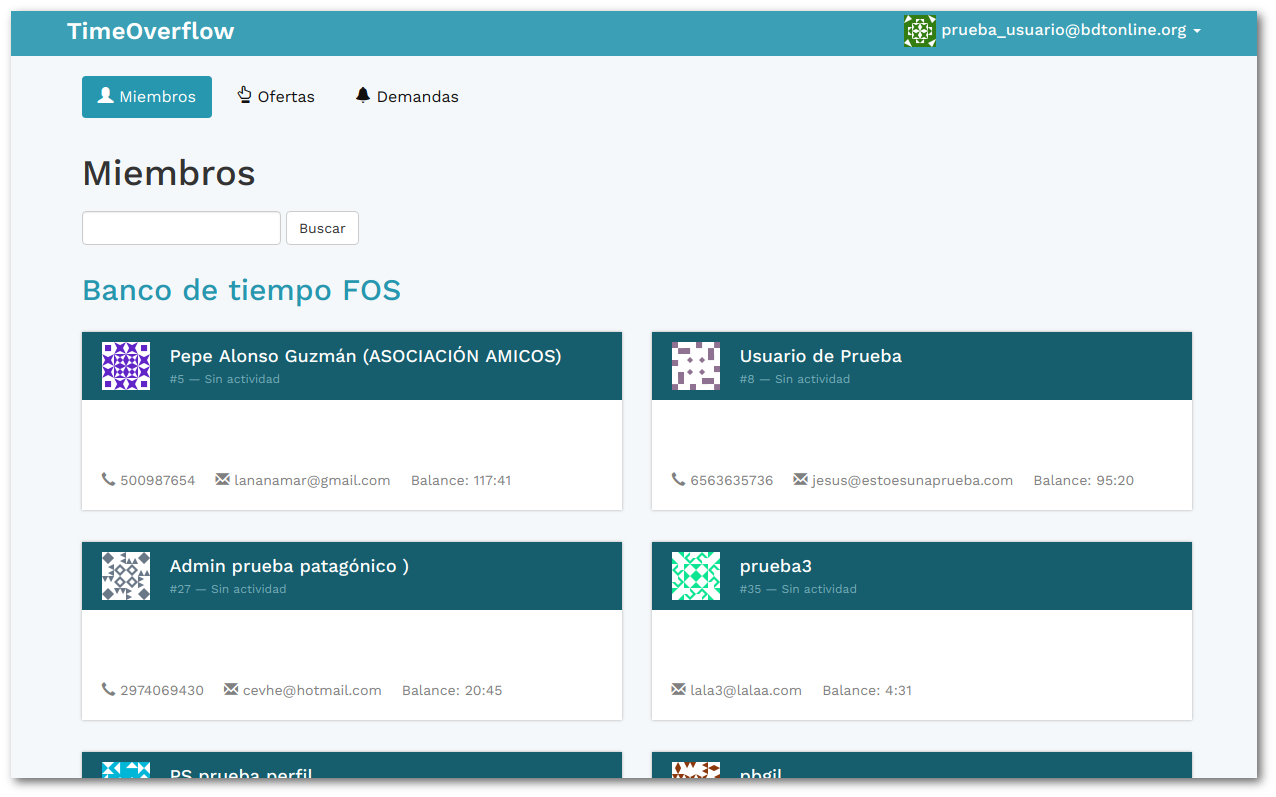 TimeOverflow
prueba_usuario@bdtonline.org
Miembros
Ofertas
Demandas
Miembros
Buscar
Banco de tiempo FOS
Pepe Alonso Guzmán (ASOCIACIÓN AMICOS)
#5 — Sin actividad
500987654 lananamar@gmail.com Balance: 117:41
Usuario de Prueba
#8 — Sin actividad
6563635736 jesus@estoesunaprueba.com Balance: 95:20
Admin prueba patagónico )
#27 — Sin actividad
2974069430 cevhe@hotmail.com Balance: 20:45
prueba3
#35 — Sin actividad
lala3@lalaa.com Balance: 4:31
PS prueba perfil